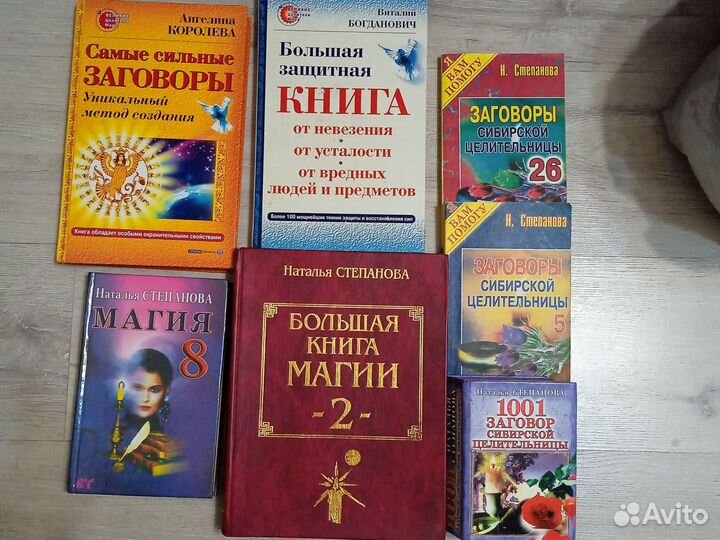 Ангелина
КОРОЛЕВА
Самые сильные
ЗАГОВОРЫ
Уникальный
метод создания
Книга обладает особыми охранительными свойствами
Виталий
БОГДАНОВИЧ
Большая
защитная
КНИГА
от невезения
от усталости
от вредных
людей и предметов
Более 100 мощнейших техник защиты и восстановления сил
Я
ВАМ
ПОМОГУ
Н. Степанова
ЗАГОВОРЫ
СИБИРСКОЙ
ЦЕЛИТЕЛЬНИЦЫ
26
Я
ВАМ
ПОМОГУ
Н. Степанова
ЗАГОВОРЫ
СИБИРСКОЙ
ЦЕЛИТЕЛЬНИЦЫ
5
Наталья СТЕПАНОВА
МАГИЯ
8
Наталья СТЕПАНОВА
БОЛЬШАЯ
КНИГА
МАГИИ
-2-
Наталья СТЕПАНОВА
1001
ЗАГОВОР
СИБИРСКОЙ
ЦЕЛИТЕЛЬНИЦЫ
Avito